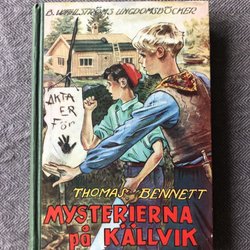 B. WAHLSTRÖMS UNGDOMSBÖCKER
AKTA
ER
FÖR
THOMAS BENNETT
MYSTERIERNA
på KÄLLVIK